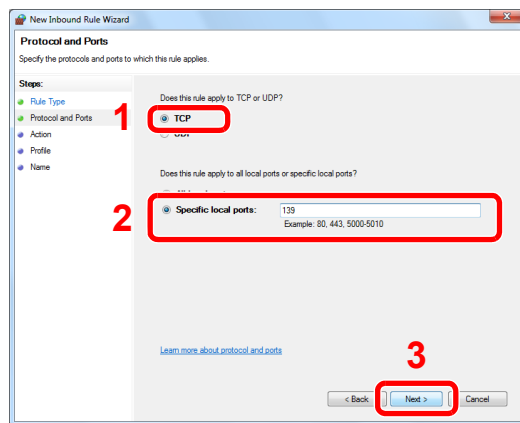 New Inbound Rule Wizard
Protocol and Ports
Specify the protocols and ports to which this rule applies.
Steps:
Rule Type
Protocol and Ports
Action
Profile
Name
Does this rule apply to TCP or UDP?
1
TCP
UDP
Does this rule apply to all local ports or specific local ports?
2
Specific local ports:
139
Example: 80, 443, 5000-5010
Learn more about protocol and ports
3
< Back
Next >
Cancel